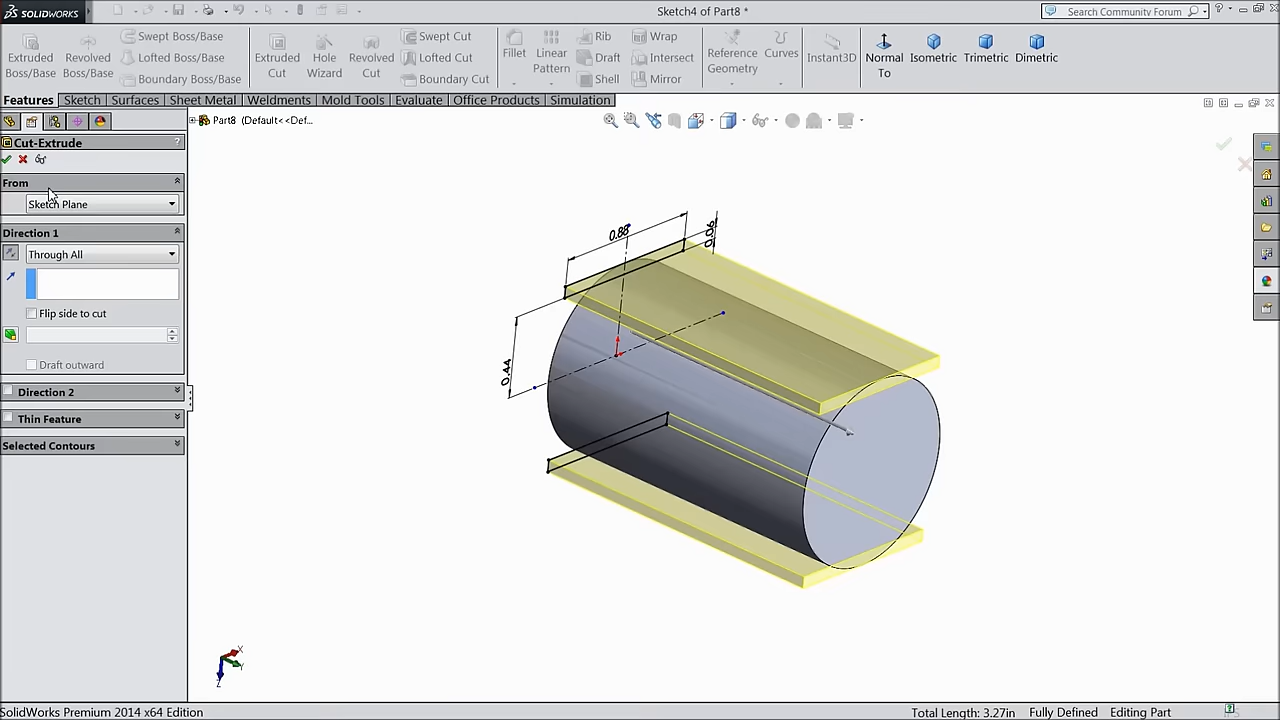 SOLIDWORKS
Sketch4 of Part8 *
Search Community Forum
Extruded Boss/Base
Revolved Boss/Base
Swept Boss/Base
Lofted Boss/Base
Boundary Boss/Base
Extruded Cut
Hole Wizard
Revolved Cut
Swept Cut
Lofted Cut
Boundary Cut
Fillet
Linear Pattern
Rib
Draft
Shell
Wrap
Intersect
Mirror
Reference Geometry
Curves
Instant3D
Normal To
Isometric
Trimetric
Dimetric
Features
Sketch
Surfaces
Sheet Metal
Weldments
Mold Tools
Evaluate
Office Products
Simulation
Part8 (Default<<Def...
Cut-Extrude
?
From
Sketch Plane
Direction 1
Through All
Flip side to cut
Draft outward
Direction 2
Thin Feature
Selected Contours
0.88
0.06
0.44
X
Y
Z
SolidWorks Premium 2014 x64 Edition
Total Length: 3.27in
Fully Defined
Editing Part